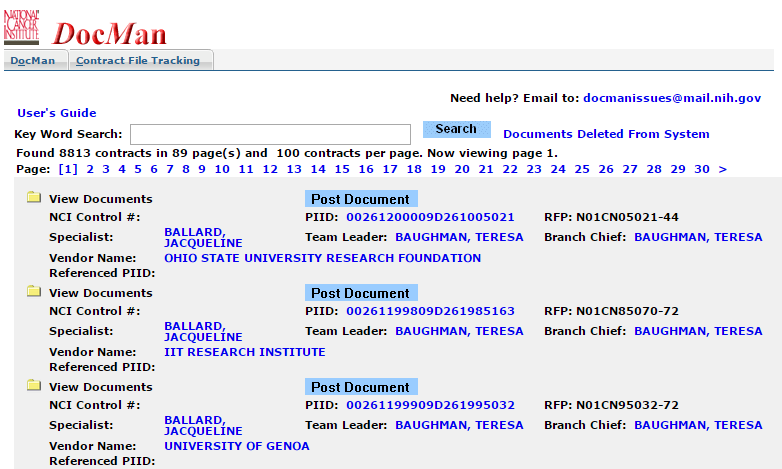 NATIONAL
CANCER
INSTITUTE
DocMan
DocMan Contract File Tracking
Need help? Email to: docmanissues@mail.nih.gov
User's Guide
Key Word Search: Search Documents Deleted From System
Found 8813 contracts in 89 page(s) and 100 contracts per page. Now viewing page 1.
Page: [1] 2 3 4 5 6 7 8 9 10 11 12 13 14 15 16 17 18 19 20 21 22 23 24 25 26 27 28 29 30 >
View Documents Post Document
NCI Control #: PIID: 00261200009D261005021 RFP: N01CN05021-44
Specialist: BALLARD, JACQUELINE Team Leader: BAUGHMAN, TERESA Branch Chief: BAUGHMAN, TERESA
Vendor Name: OHIO STATE UNIVERSITY RESEARCH FOUNDATION
Referenced PIID:
View Documents Post Document
NCI Control #: PIID: 00261199809D261985163 RFP: N01CN85070-72
Specialist: BALLARD, JACQUELINE Team Leader: BAUGHMAN, TERESA Branch Chief: BAUGHMAN, TERESA
Vendor Name: IIT RESEARCH INSTITUTE
Referenced PIID:
View Documents Post Document
NCI Control #: PIID: 00261199909D261995032 RFP: N01CN95032-72
Specialist: BALLARD, JACQUELINE Team Leader: BAUGHMAN, TERESA Branch Chief: BAUGHMAN, TERESA
Vendor Name: UNIVERSITY OF GENOA
Referenced PIID: